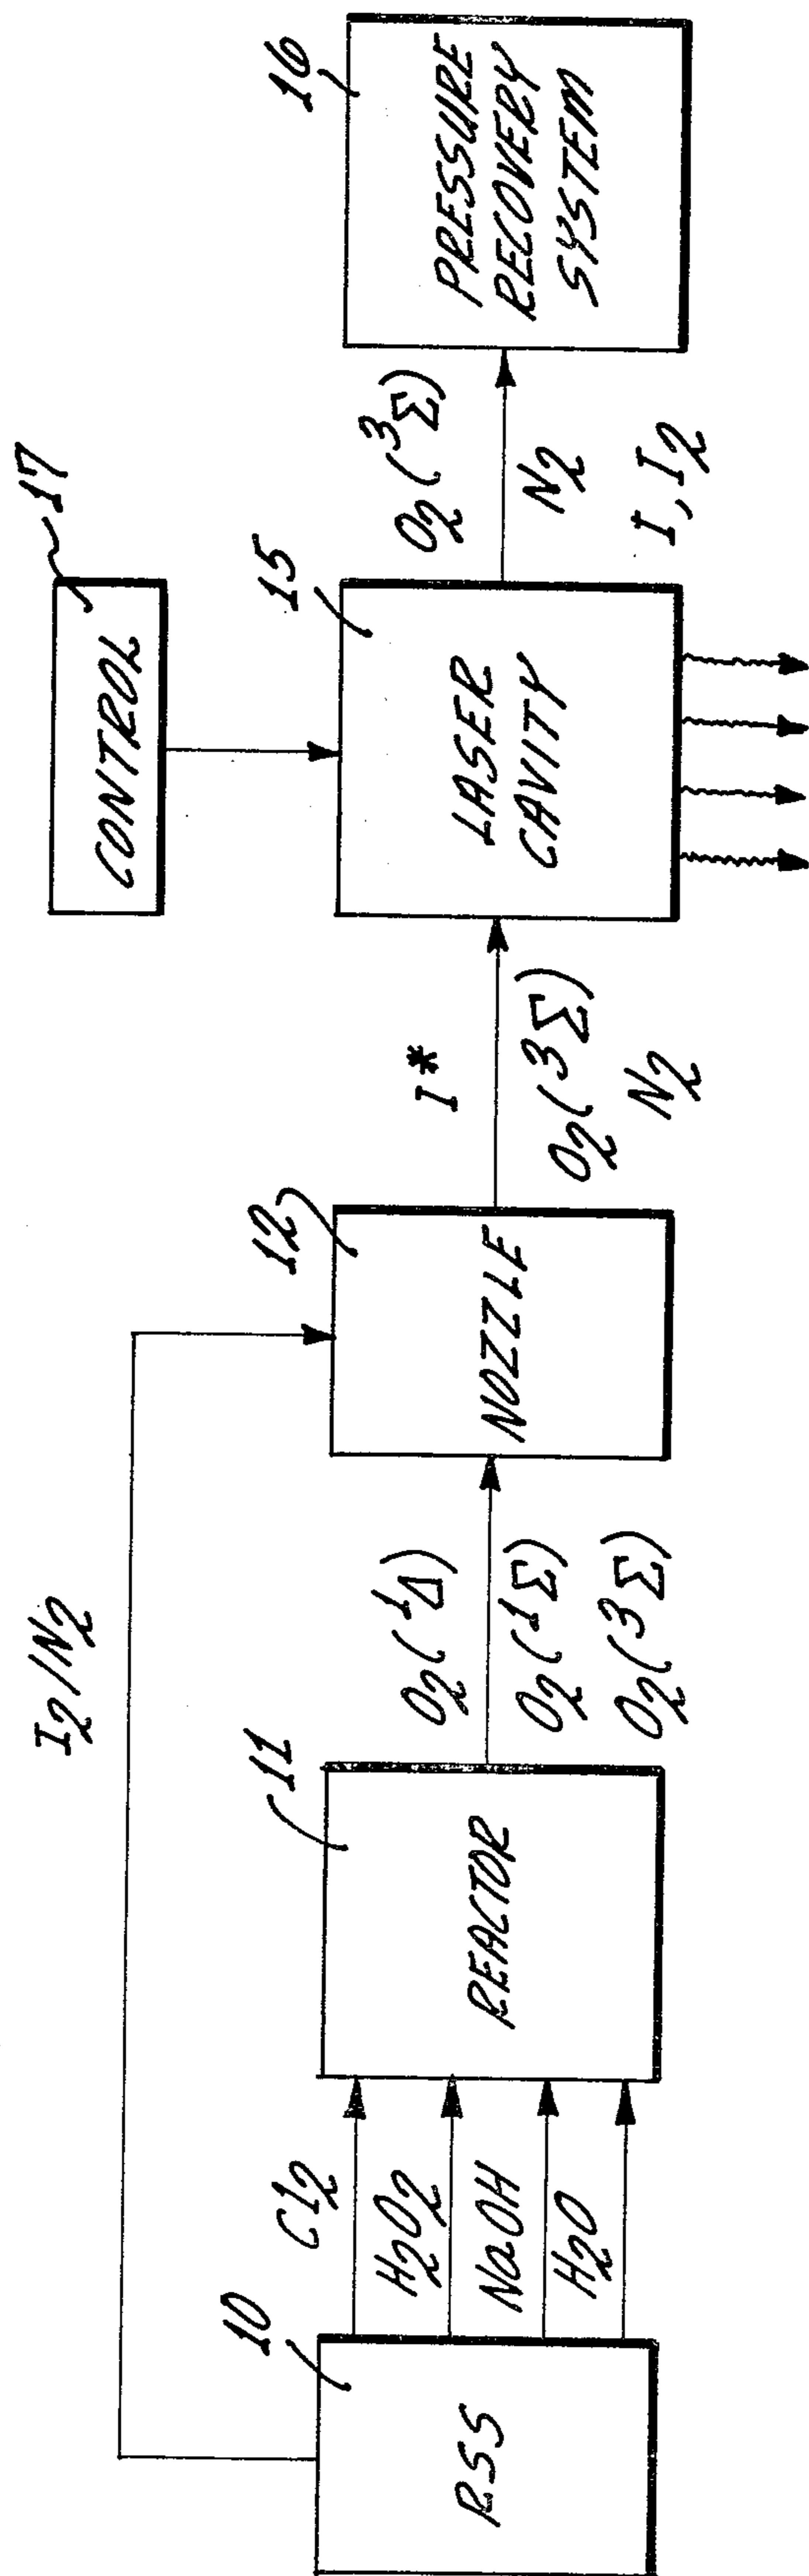 I2/N2
CONTROL
17
10
RSS
Cl2
H2O2
NaOH
H2O
11
REACTOR
O2(1Δ)
O2(1Σ)
O2(3Σ)
12
NOZZLE
I*
O2(3Σ)
N2
15
LASER
CAVITY
O2(3Σ)
N2
I, I2
16
PRESSURE
RECOVERY
SYSTEM